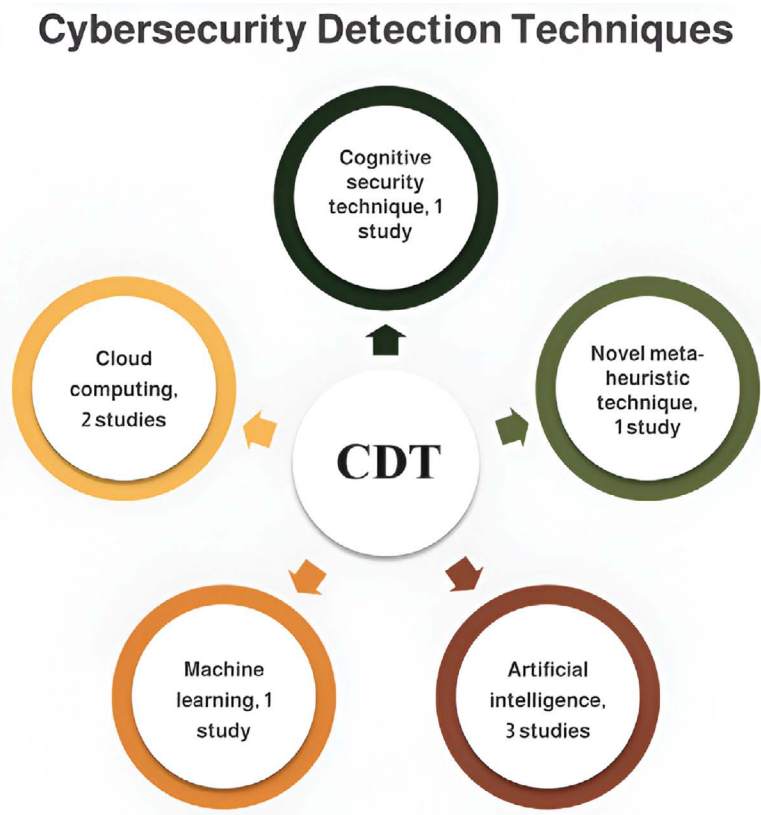 Cybersecurity Detection Techniques
Cognitive
security
technique, 1
study
Cloud
computing,
2 studies
Novel meta-
heuristic
technique,
1 study
CDT
Machine
learning, 1
study
Artificial
intelligence,
3 studies